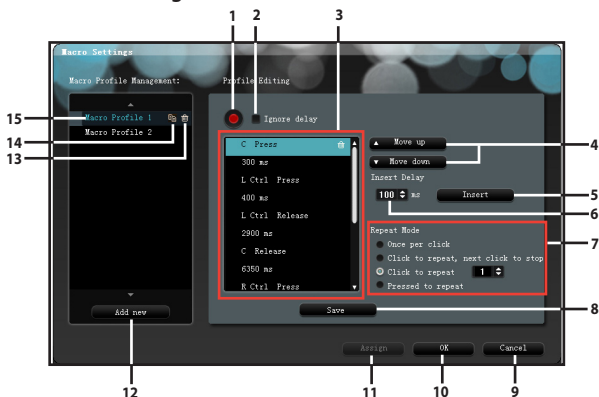 1 2 3
Macro Settings
Macro Profile Management: Profile Editing
15 Macro Profile 1
Ignore delay
14 Macro Profile 2
13
C Press
300 ms
L Ctrl Press
400 ms
L Ctrl Release
2900 ms
C Release
6350 ms
R Ctrl Press
Move up
Move down
4
Insert Delay
100 ms Insert 5
6
Repeat Mode
7
Once per click
Click to repeat, next click to stop
Click to repeat 1
Pressed to repeat
Add new
Save 8
Assign OK Cancel
12 11 10 9